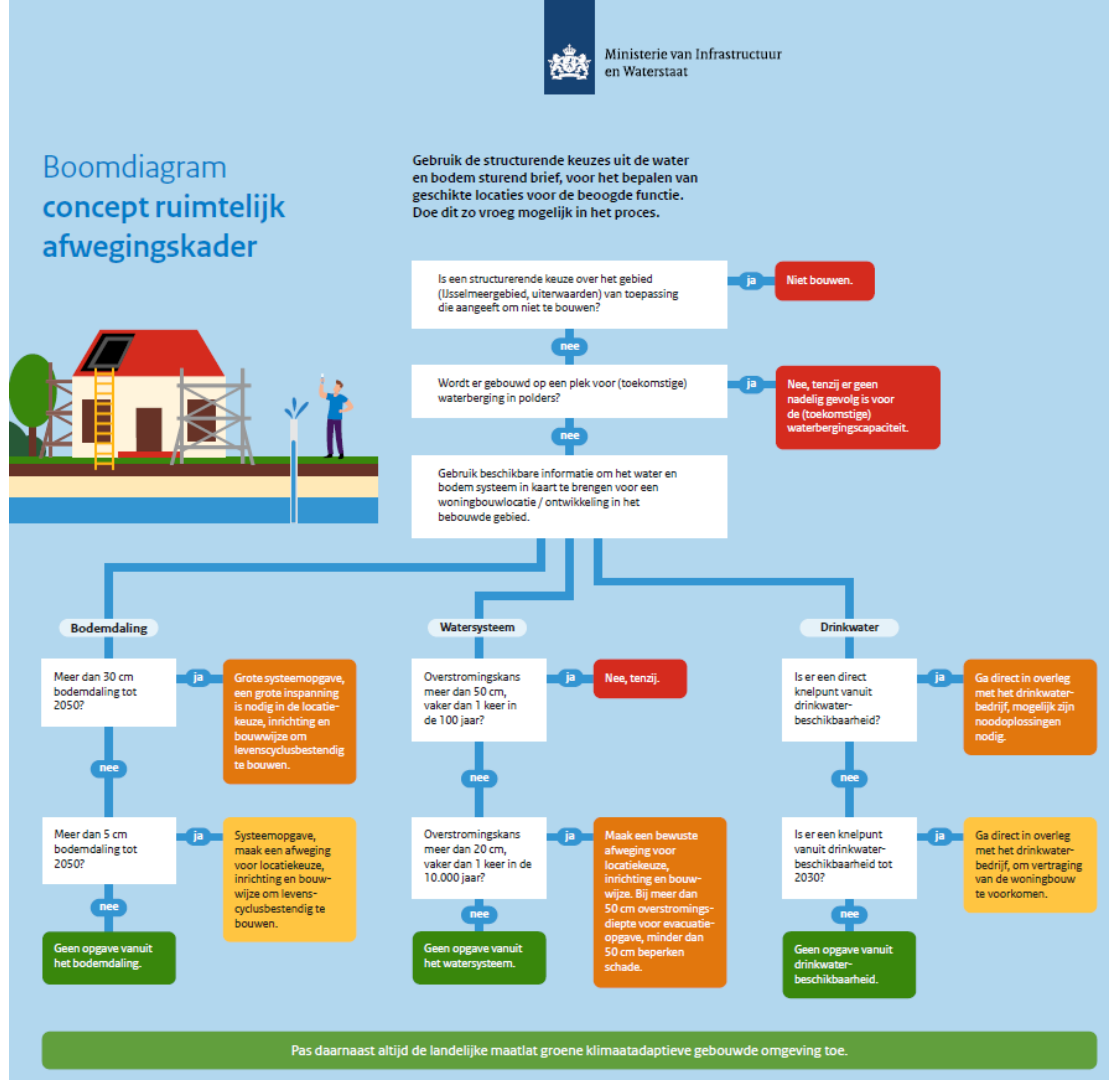 Ministerie van Infrastructuur
en Waterstaat
Boomdiagram
concept ruimtelijk
afwegingskader
Gebruik de structurende keuzes uit de water
en bodem sturend brief, voor het bepalen van
geschikte locaties voor de beoogde functie.
Doe dit zo vroeg mogelijk in het proces.
Is een structurerende keuze over het gebied
(IJsselmeergebied, uiterwaarden) van toepassing
die aangeeft om niet te bouwen?
ja
Niet bouwen.
nee
Wordt er gebouwd op een plek voor (toekomstige)
waterberging in polders?
ja
Nee, tenzij er geen
nadelig gevolg is voor
de (toekomstige)
waterbergingscapaciteit.
nee
Gebruik beschikbare informatie om het water en
bodem systeem in kaart te brengen voor een
woningbouwlocatie / ontwikkeling in het
bebouwde gebied.
Bodemdaling
Meer dan 30 cm
bodemdaling tot
2050?
ja
Grote systeemopgave,
een grote inspanning
is nodig in de locatie-
keuze, inrichting en
bouwwijze om
levenscyclusbestendig
te bouwen.
nee
Meer dan 5 cm
bodemdaling tot
2050?
ja
Systeemopgave,
maak een afweging
voor locatiekeuze,
inrichting en bouw-
wijze om levens-
cyclusbestendig te
bouwen.
nee
Geen opgave vanuit
het bodemdaling.
Watersysteem
Overstromingskans
meer dan 50 cm,
vaker dan 1 keer in
de 100 jaar?
ja
Nee, tenzij.
nee
Overstromingskans
meer dan 20 cm,
vaker dan 1 keer in de
10.000 jaar?
ja
Maak een bewuste
afweging voor
locatiekeuze,
inrichting en bouw-
wijze. Bij meer dan
50 cm overstromings-
diepte voor evacuatie-
opgave, minder dan
50 cm beperken
schade.
nee
Geen opgave vanuit
het watersysteem.
Drinkwater
Is er een direct
knelpunt vanuit
drinkwater-
beschikbaarheid?
ja
Ga direct in overleg
met het drinkwater-
bedrijf, mogelijk zijn
noodoplossingen
nodig.
nee
Is er een knelpunt
vanuit drinkwater-
beschikbaarheid tot
2030?
ja
Ga direct in overleg
met het drinkwater-
bedrijf, om vertraging
van de woningbouw
te voorkomen.
nee
Geen opgave vanuit
drinkwater-
beschikbaarheid.
Pas daarnaast altijd de landelijke maatlat groene klimaatadaptieve gebouwde omgeving toe.